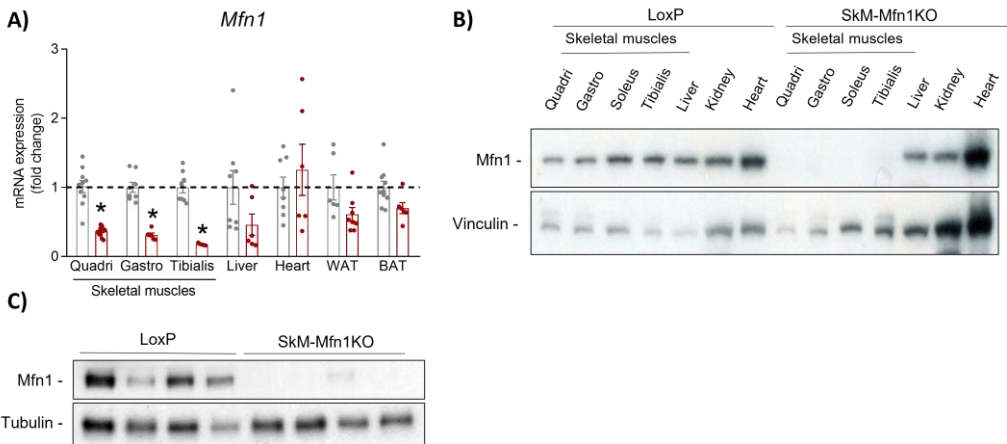 A)
Mfn1
mRNA expression
(fold change)
3
2
1
0
* * *
Quadri Gastro Tibialis Liver Heart WAT BAT
Skeletal muscles
B)
LoxP SkM-Mfn1KO
Skeletal muscles Skeletal muscles
Quadri Gastro Soleus Tibialis Liver Kidney Heart Quadri Gastro Soleus Tibialis Liver Kidney Heart
Mfn1 -
Vinculin -
C)
LoxP SkM-Mfn1KO
Mfn1 -
Tubulin -